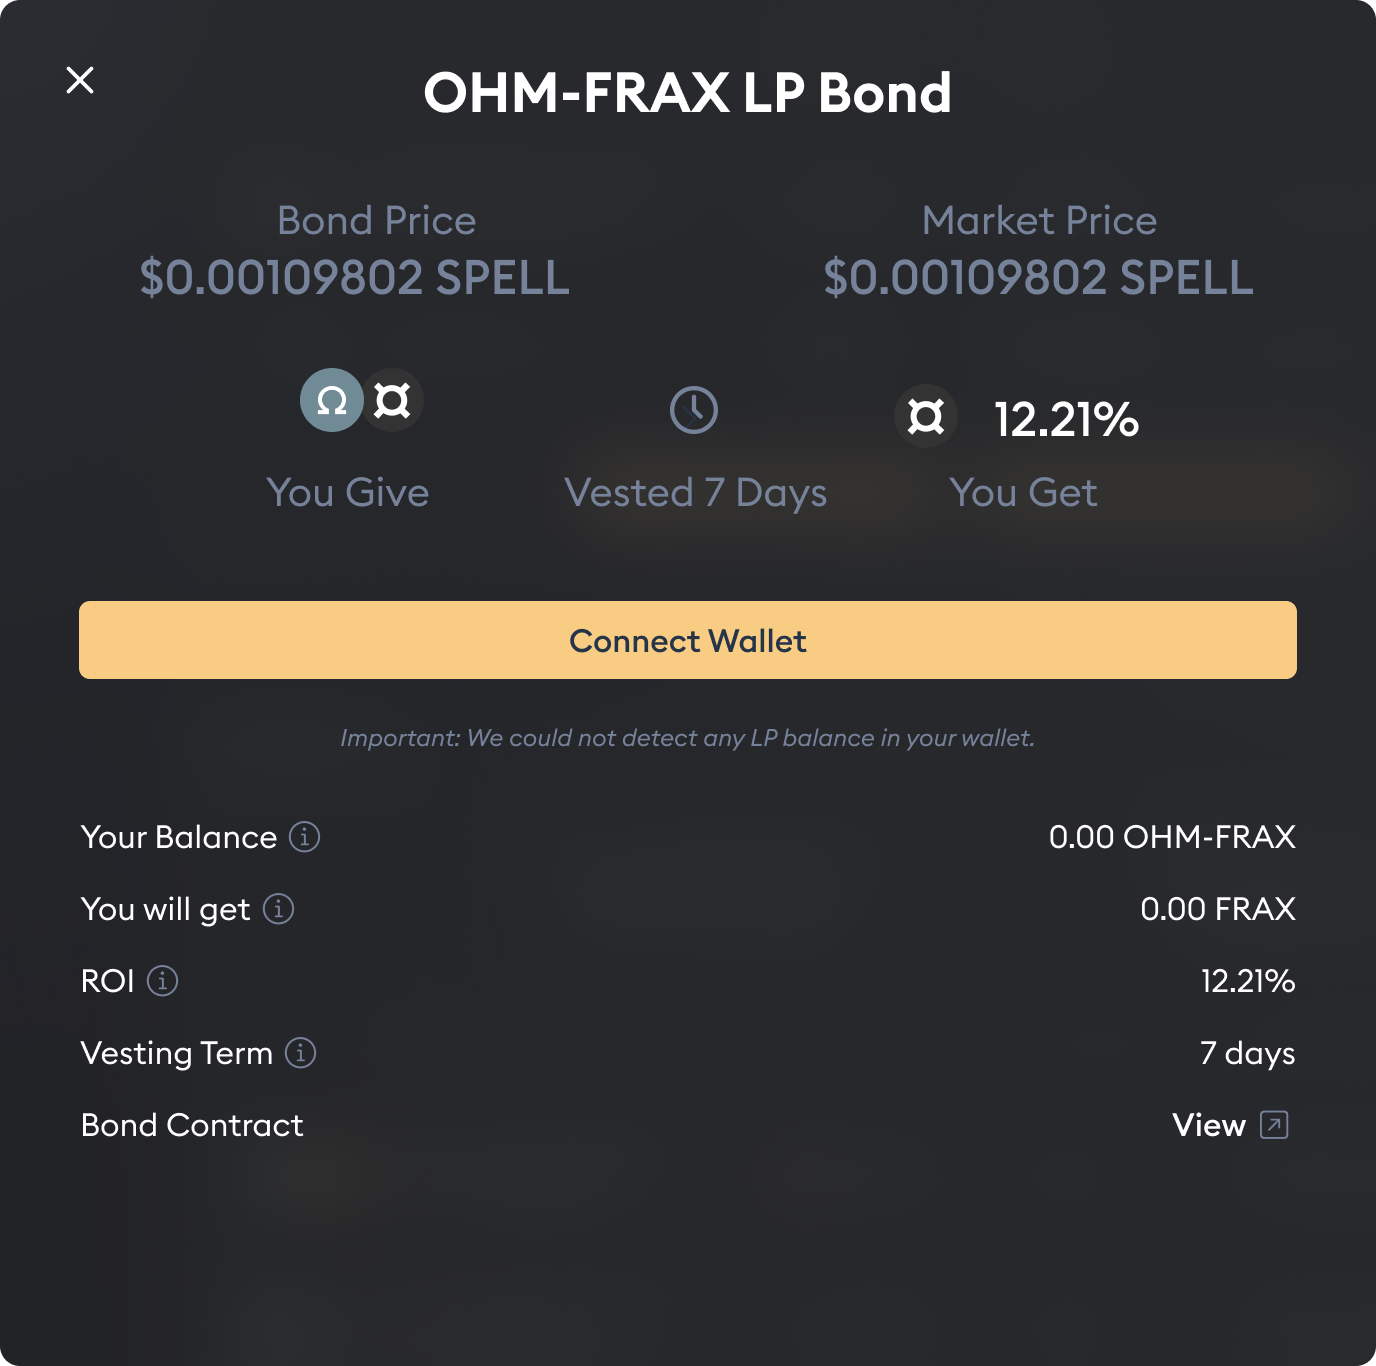 OHM-FRAX LP Bond
Bond Price
Market Price
$0.00109802 SPELL
$0.00109802 SPELL
Ω
12.21%
You Give
Vested 7 Days
You Get
Connect Wallet
Important: We could not detect any LP balance in your wallet.
Your Balance
0.00 OHM-FRAX
You will get
0.00 FRAX
ROI
12.21%
Vesting Term
7 days
Bond Contract
View